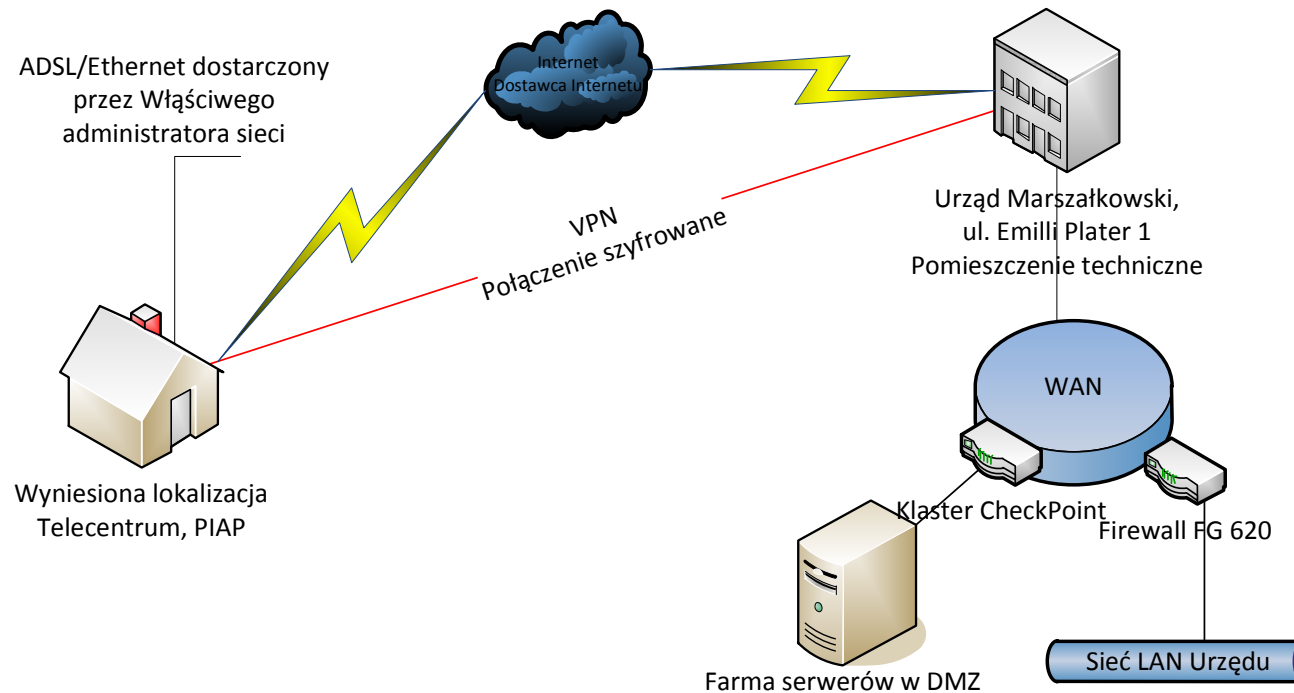 ADSL/Ethernet dostarczony
przez Włąściwego
administratora sieci
Internet
Dostawca Internetu
VPN
Połączenie szyfrowane
Urząd Marszałkowski,
ul. Emilli Plater 1
Pomieszczenie techniczne
Wyniesiona lokalizacja
Telecentrum, PIAP
WAN
Klaster CheckPoint
Firewall FG 620
Farma serwerów w DMZ
Sieć LAN Urzędu